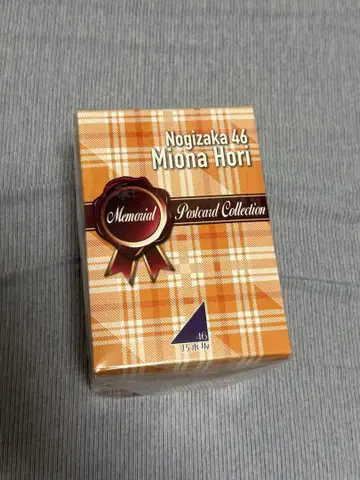 Nogizaka 46
Miona Hori
Memorial Postcard Collection
46
乃木坂